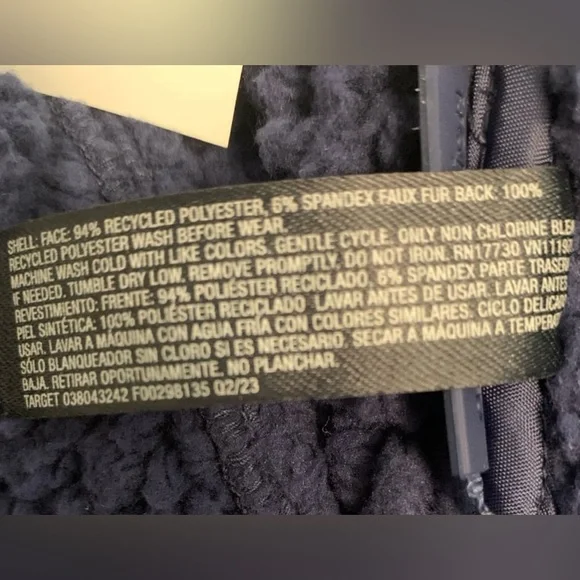 SHELL: FACE: 94% RECYCLED POLYESTER, 6% SPANDEX FAUX FUR BACK: 100%
RECYCLED POLYESTER WASH BEFORE WEAR.
MACHINE WASH COLD WITH LIKE COLORS. GENTLE CYCLE. ONLY NON CHLORINE BLEA
IF NEEDED. TUMBLE DRY LOW, REMOVE PROMPTLY. DO NOT IRON. RN17730
REVESTIMIENTO: FRENTE: 94% POLIÉSTER RECICLADO, 6% SPANDEX PARTE TRASER
PIEL SINTÉTICA: 100% POLIÉSTER RECICLADO LAVAR ANTES DE USAR. LAVAR ANTES
USAR. LAVAR A MÁQUINA CON AGUA FRÍA CON COLORES SIMILARES. CICLO DELICA
SÓLO BLANQUEADOR SIN CLORO SI ES NECESARIO. SECAR A MÁQUINA A TEMPER
BAJA. RETIRAR OPORTUNAMENTE. NO PLANCHAR.
TARGET 038043242 F00298135 02/23